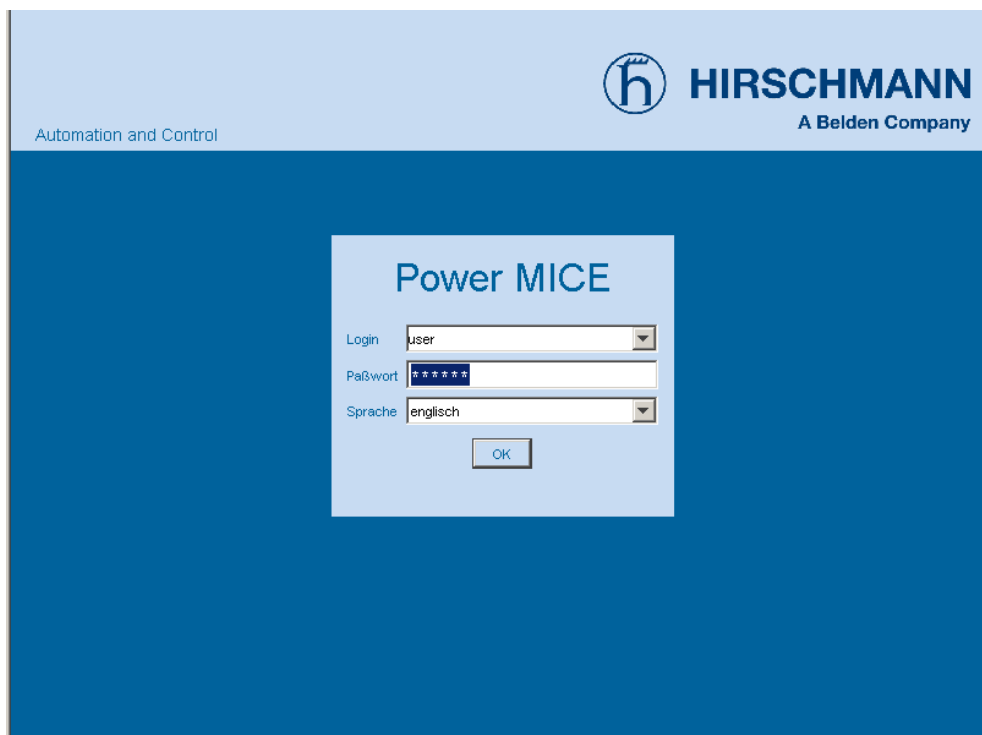 HIRSCHMANN
A Belden Company
Automation and Control
Power MICE
Login user
Paßwort ******
Sprache englisch
OK